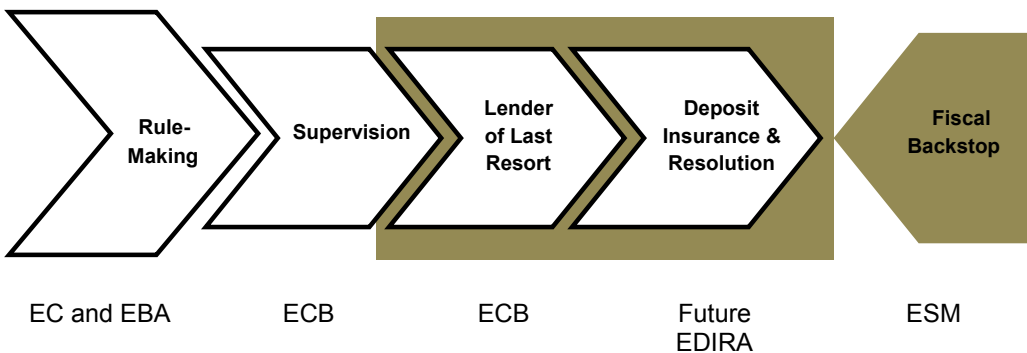 Rule-
Making
Supervision
Lender
of Last
Resort
Deposit
Insurance &
Resolution
Fiscal
Backstop
EC and EBA
ECB
ECB
Future
EDIRA
ESM